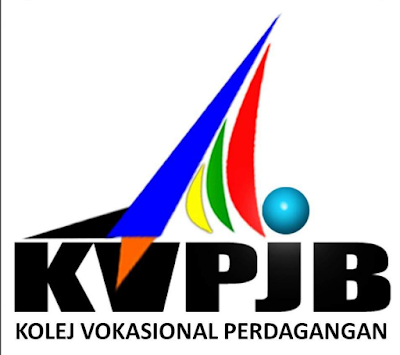 KVPJB
KOLEJ VOKASIONAL PERDAGANGAN